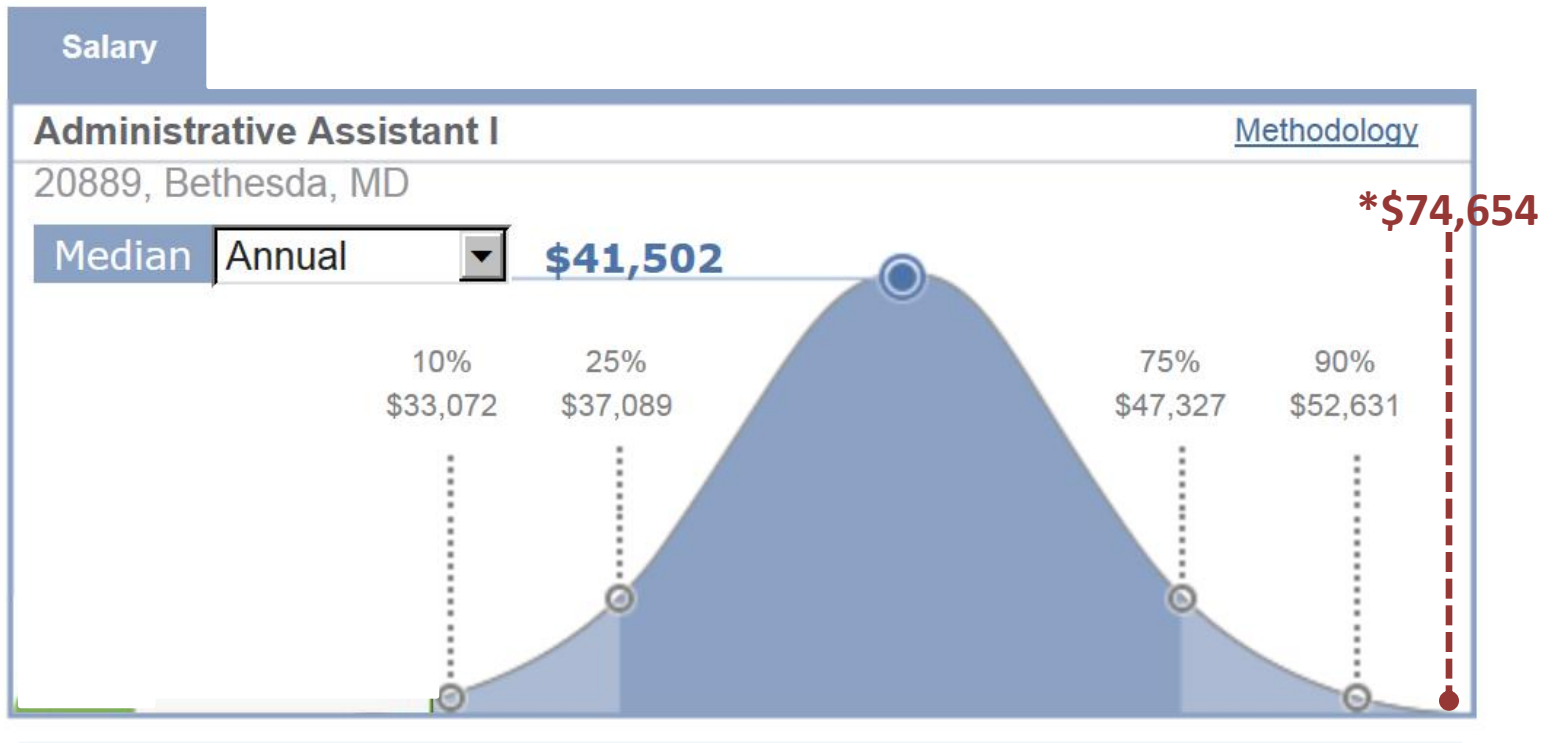 Salary
Administrative Assistant I
Methodology
20889, Bethesda, MD
*$74,654
Median Annual $41,502
10% 25% 75% 90%
$33,072 $37,089 $47,327 $52,631